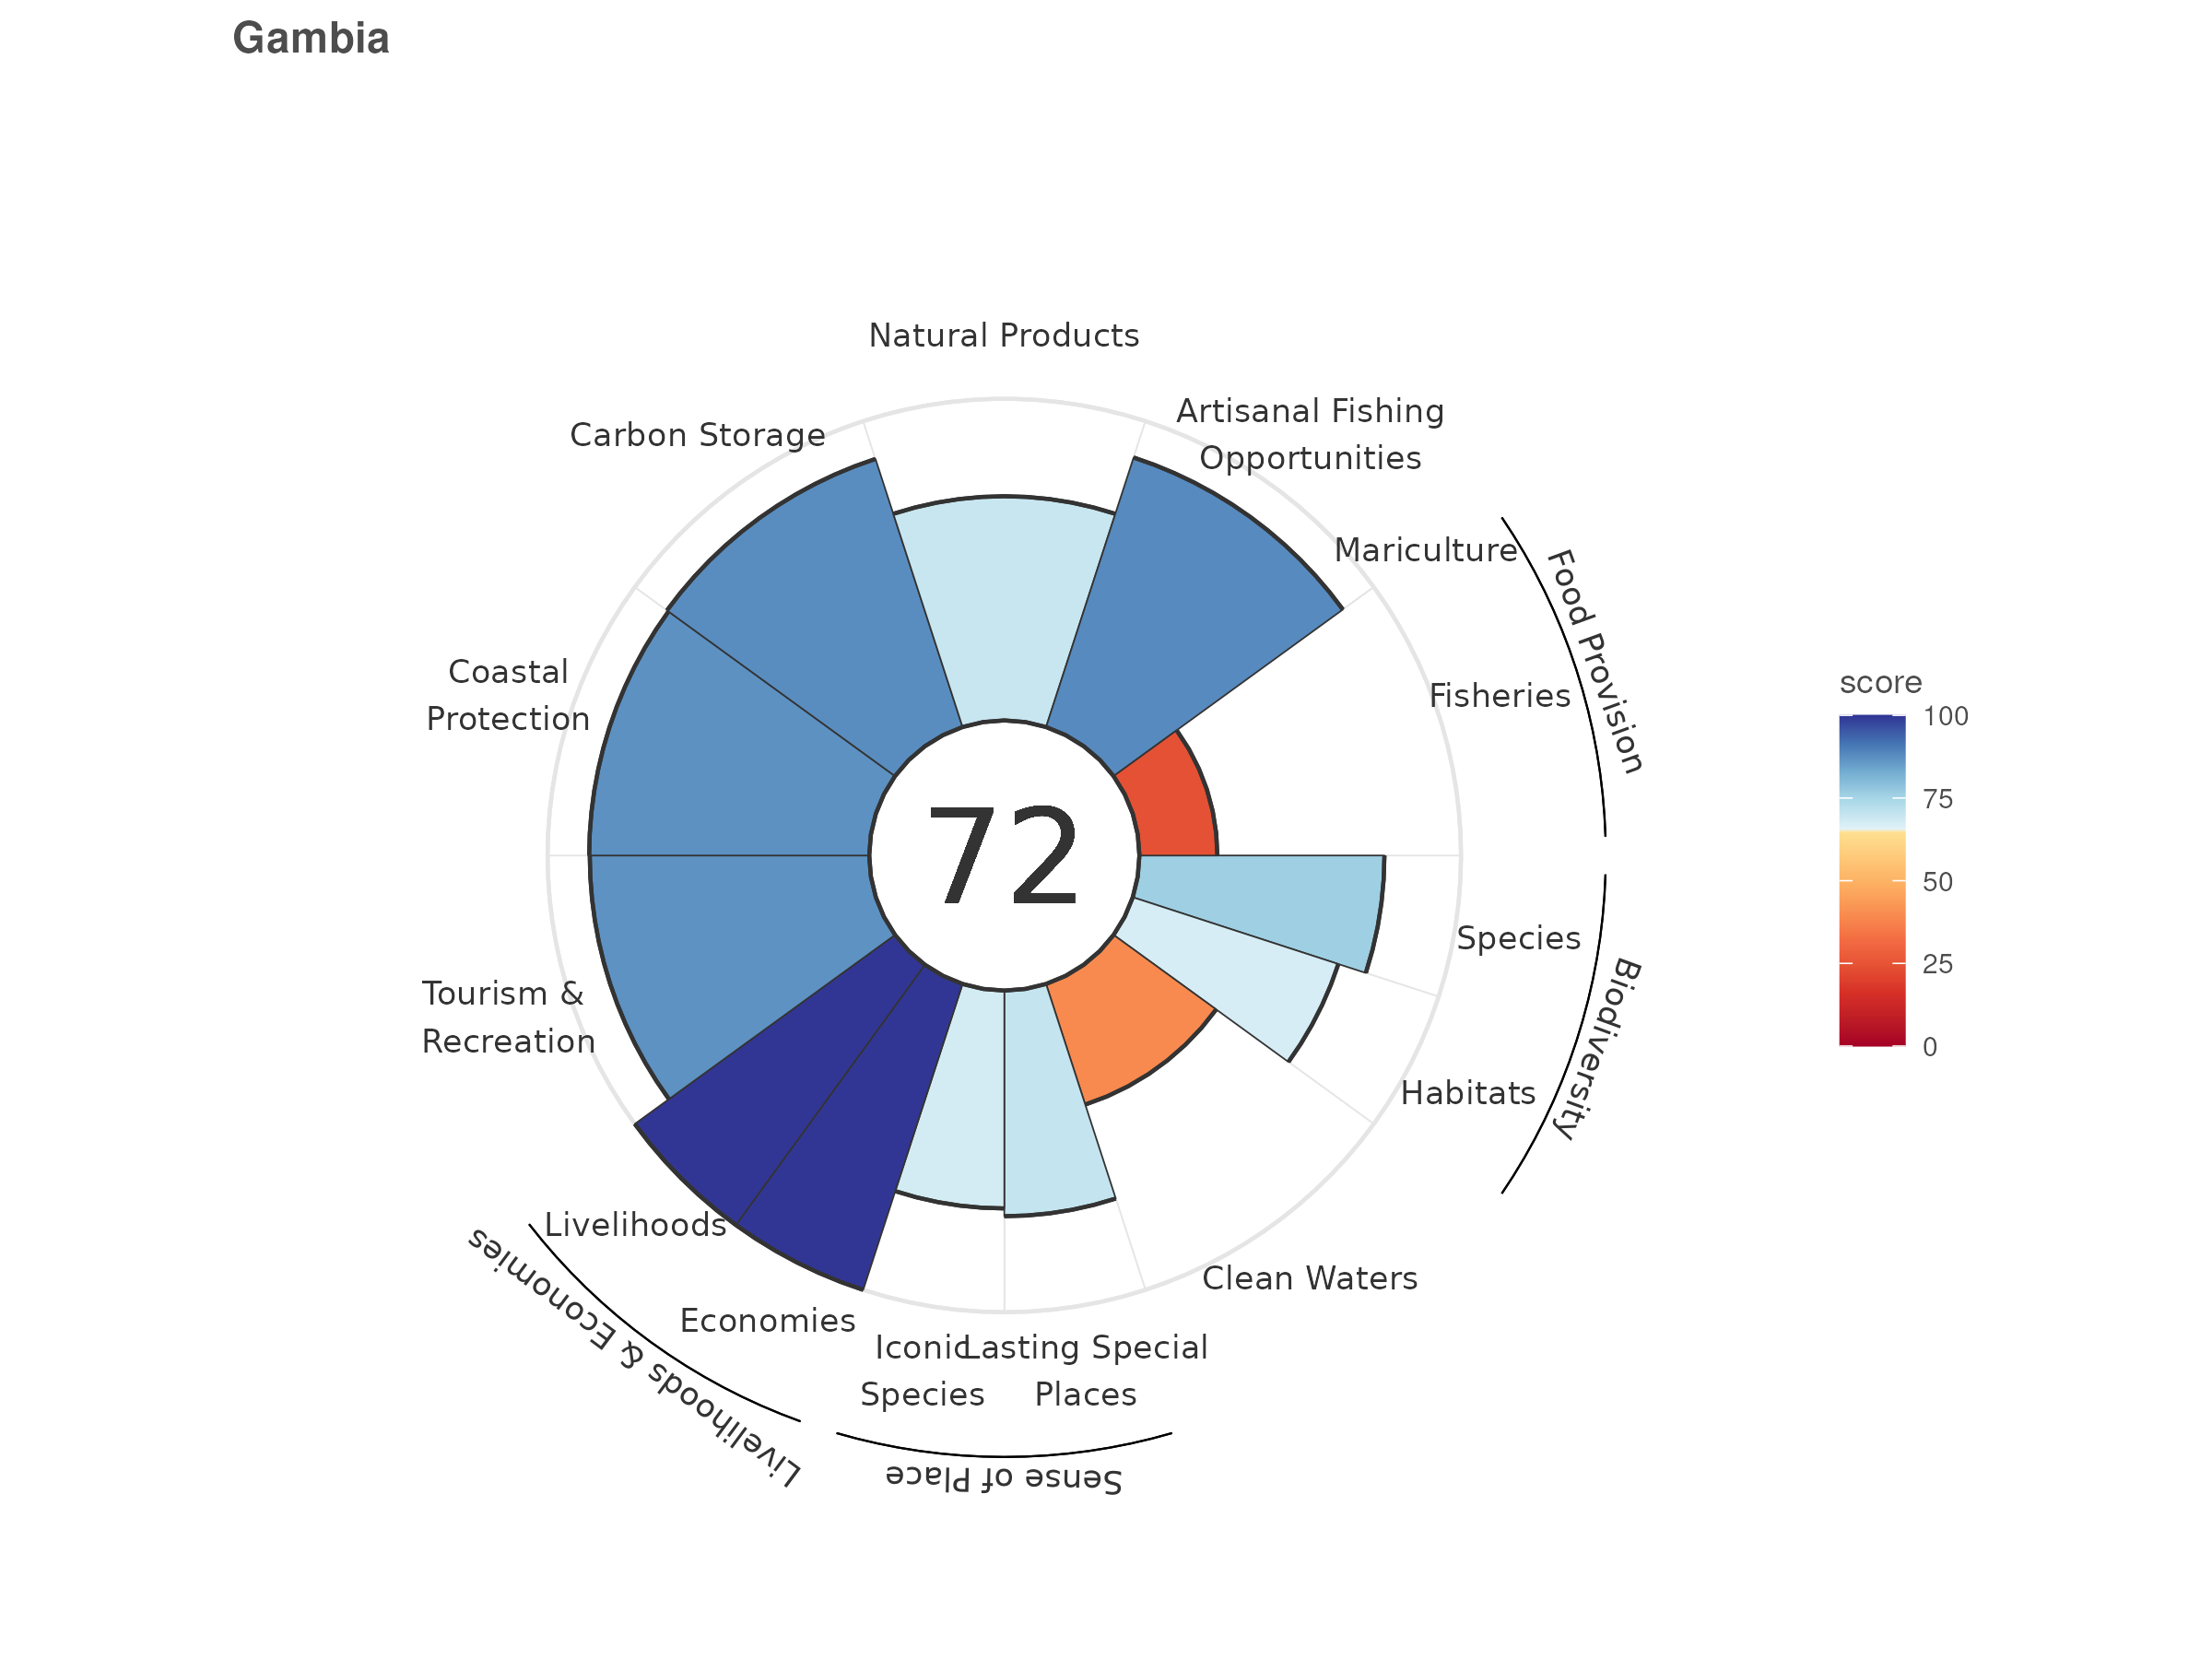 Gambia
Natural Products
Artisanal Fishing
Opportunities
Carbon Storage
Mariculture
Food Provision
Fisheries
Coastal
Protection
score
100
75
50
25
0
72
Species
Biodiversity
Tourism &
Recreation
Habitats
Livelihoods
Clean Waters
Economies
Livelihoods & Economies
Iconic
Species
Lasting Special
Places
Sense of Place